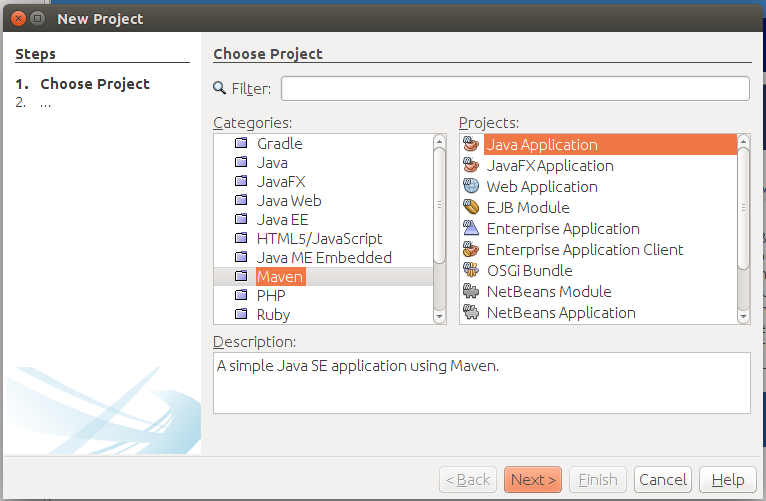 New Project
Steps
1. Choose Project
2. ...
Choose Project
Filter:
Categories:
Gradle
Java
JavaFX
Java Web
Java EE
HTML5/JavaScript
Java ME Embedded
Maven
PHP
Ruby
Projects:
Java Application
JavaFX Application
Web Application
EJB Module
Enterprise Application
Enterprise Application Client
OSGi Bundle
NetBeans Module
NetBeans Application
Description:
A simple Java SE application using Maven.
< Back
Next >
Finish
Cancel
Help